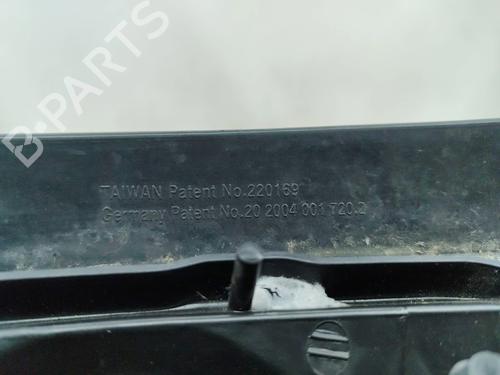 B-PARTS
TAIWAN Patent No.220169
Germany Patent No.20 2004 001 720.2